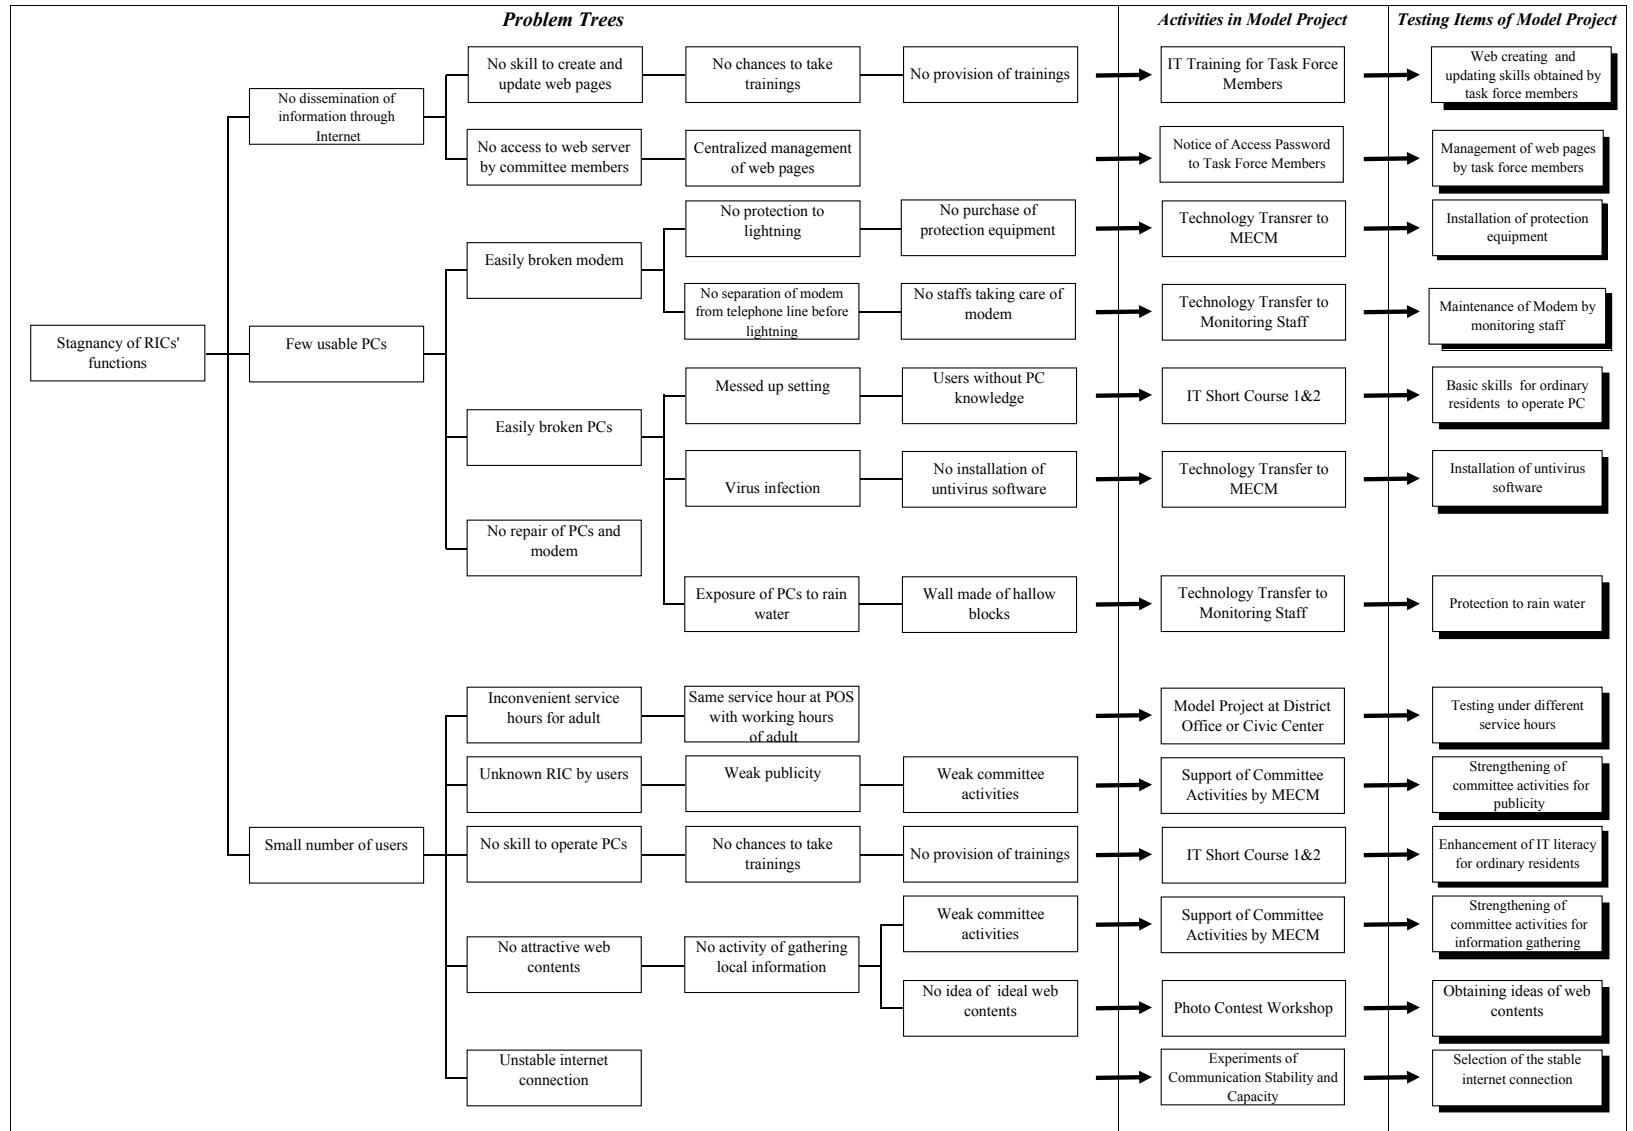 Problem Trees
Activities in Model Project
Testing Items of Model Project
No skill to create and
update web pages
No chances to take
trainings
No provision of trainings
IT Training for Task Force
Members
Web creating  and
updating skills obtained by
task force members
No dissemination of
information through
Internet
No access to web server
by committee members
Centralized management
of web pages
Notice of Access Password
to Task Force Members
Management of web pages
by task force members
No protection to
lightning
No purchase of
protection equipment
Technology Transrer to
MECM
Installation of protection
equipment
Easily broken modem
No separation of modem
from telephone line before
lightning
No staffs taking care of
modem
Technology Transfer to
Monitoring Staff
Maintenance of Modem by
monitoring staff
Stagnancy of RICs'
functions
Few usable PCs
Messed up setting
Users without PC
knowledge
IT Short Course 1&2
Basic skills  for ordinary
residents  to operate PC
Easily broken PCs
Virus infection
No installation of
untivirus software
Technology Transfer to
MECM
Installation of untivirus
software
No repair of PCs and
modem
Exposure of PCs to rain
water
Wall made of hallow
blocks
Technology Transfer to
Monitoring Staff
Protection to rain water
Inconvenient service
hours for adult
Same service hour at POS
with working hours
of adult
Model Project at District
Office or Civic Center
Testing under different
service hours
Unknown RIC by users
Weak publicity
Weak committee
activities
Support of Committee
Activities by MECM
Strengthening of
committee activities for
publicity
Small number of users
No skill to operate PCs
No chances to take
trainings
No provision of trainings
IT Short Course 1&2
Enhancement of IT literacy
for ordinary residents
No attractive web
contents
No activity of gathering
local information
Weak committee
activities
Support of Committee
Activities by MECM
Strengthening of
committee activities for
information gathering
No idea of  ideal web
contents
Photo Contest Workshop
Obtaining ideas of web
contents
Unstable internet
connection
Experiments of
Communication Stability and
Capacity
Selection of the stable
internet connection